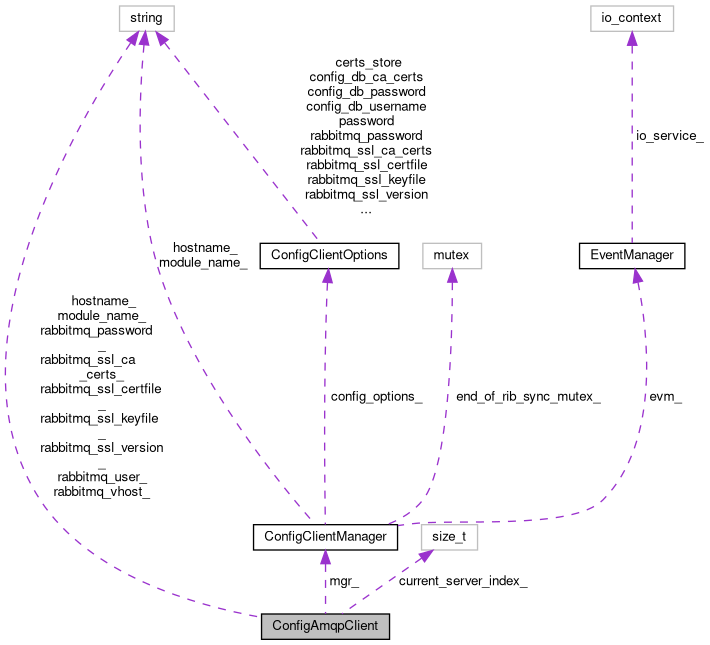 string
io_context
certs_store
config_db_ca_certs
config_db_password
config_db_username
password
rabbitmq_password
rabbitmq_ssl_ca_certs
rabbitmq_ssl_certfile
rabbitmq_ssl_keyfile
rabbitmq_ssl_version
...
io_service_
hostname_
module_name_
ConfigClientOptions
mutex
EventManager
hostname_
module_name_
rabbitmq_password
_
rabbitmq_ssl_ca
_certs_
rabbitmq_ssl_certfile
_
rabbitmq_ssl_keyfile
_
rabbitmq_ssl_version
_
rabbitmq_user_
rabbitmq_vhost_
config_options_
end_of_rib_sync_mutex_
evm_
ConfigClientManager
size_t
mgr_
current_server_index_
ConfigAmqpClient